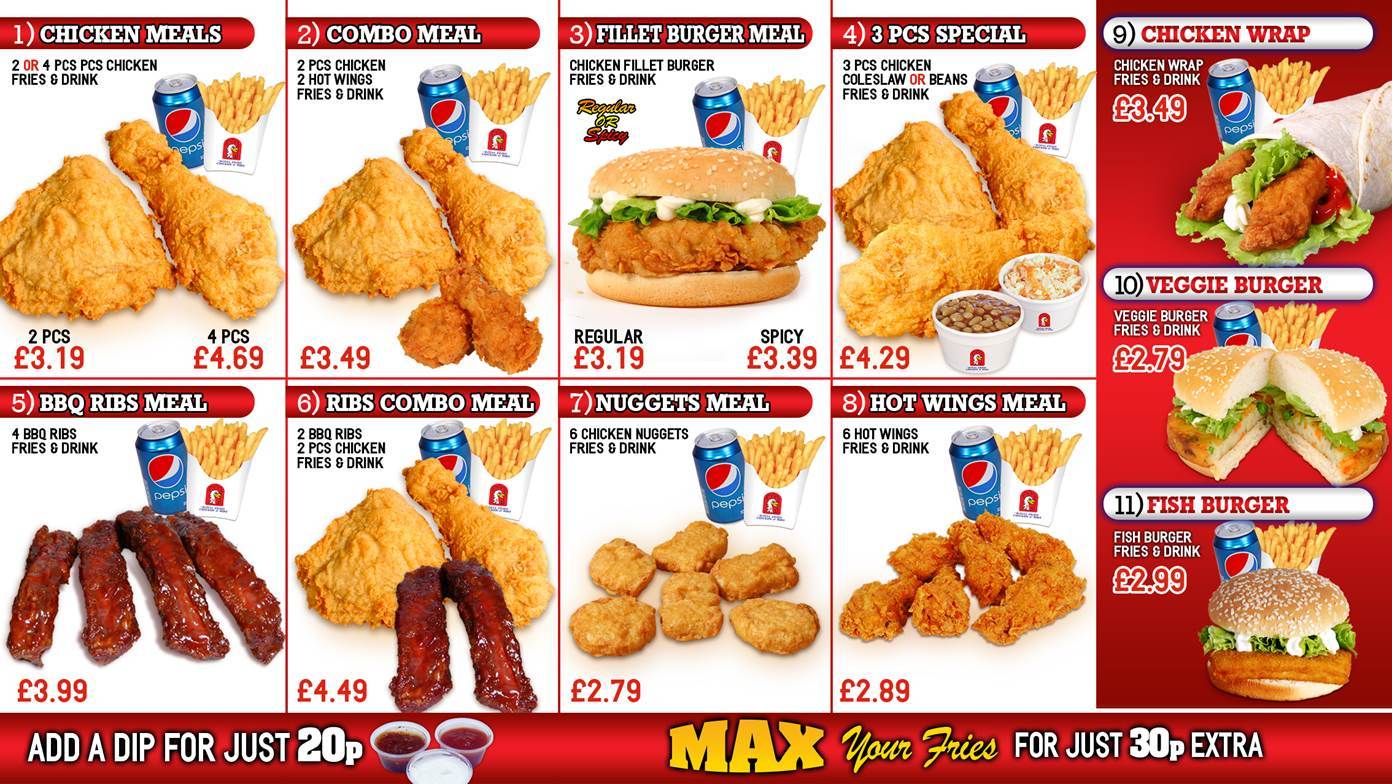 1) CHICKEN MEALS
2 OR 4 PCS PCS CHICKEN
FRIES & DRINK
pepsi
2 PCS
£3.19
4 PCS
£4.69
2) COMBO MEAL
2 PCS CHICKEN
2 HOT WINGS
FRIES & DRINK
pepsi
£3.49
3) FILLET BURGER MEAL
CHICKEN FILLET BURGER
FRIES & DRINK
Regular
OR
Spicy
REGULAR
£3.19
SPICY
£3.39
4) 3 PCS SPECIAL
3 PCS CHICKEN
COLESLAW OR BEANS
FRIES & DRINK
£4.29
9) CHICKEN WRAP
CHICKEN WRAP
FRIES & DRINK
£3.49
pepsi
10) VEGGIE BURGER
VEGGIE BURGER
FRIES & DRINK
£2.79
11) FISH BURGER
FISH BURGER
FRIES & DRINK
£2.99
5) BBQ RIBS MEAL
4 BBQ RIBS
FRIES & DRINK
pepsi
£3.99
6) RIBS COMBO MEAL
2 BBQ RIBS
2 PCS CHICKEN
FRIES & DRINK
£4.49
7) NUGGETS MEAL
6 CHICKEN NUGGETS
FRIES & DRINK
pepsi
£2.79
8) HOT WINGS MEAL
6 HOT WINGS
FRIES & DRINK
pepsi
£2.89
ADD A DIP FOR JUST 20p
MAX Your Fries FOR JUST 30p EXTRA